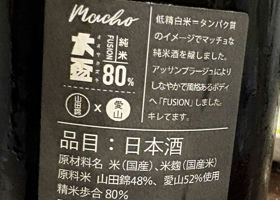 Macho
純米
大盃
FUSION
80%
山田錦 × 愛山
低精白米＝タンパク質
のイメージでマッチョな
純米酒を醸しました。
アッサンブラージュにより
しなやかで風格あるボディ
へ「FUSION」しました。
キレてます。
品目：日本酒
原材料名 米（国産）、米麹（国産米）
原料米 山田錦48%、愛山52%使用
精米歩合 80%